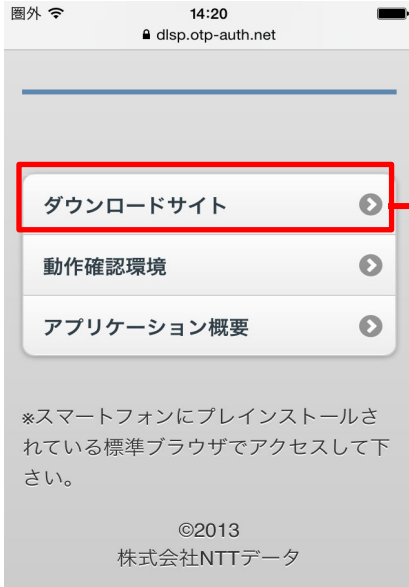 圏外 14:20
dlsp.otp-auth.net
ダウンロードサイト
動作確認環境
アプリケーション概要
※スマートフォンにプレインストールさ
れている標準ブラウザでアクセスして下
さい。
©2013
株式会社NTTデータ